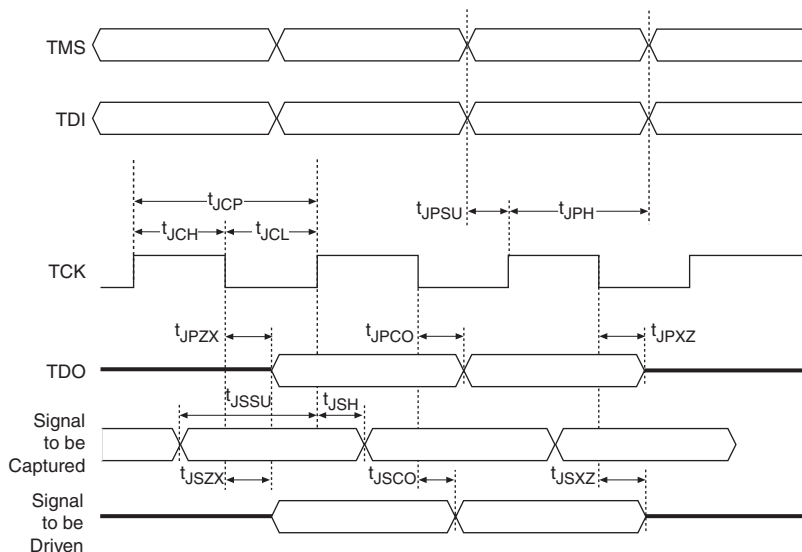 TMS
TDI
tJCP
tJPSU
tJPH
tJCH
tJCL
TCK
tJPZX
tJPCO
tJPXZ
TDO
tJSSU
tJSH
Signal
to be
Captured
tJSZX
tJSCO
tJSXZ
Signal
to be
Driven